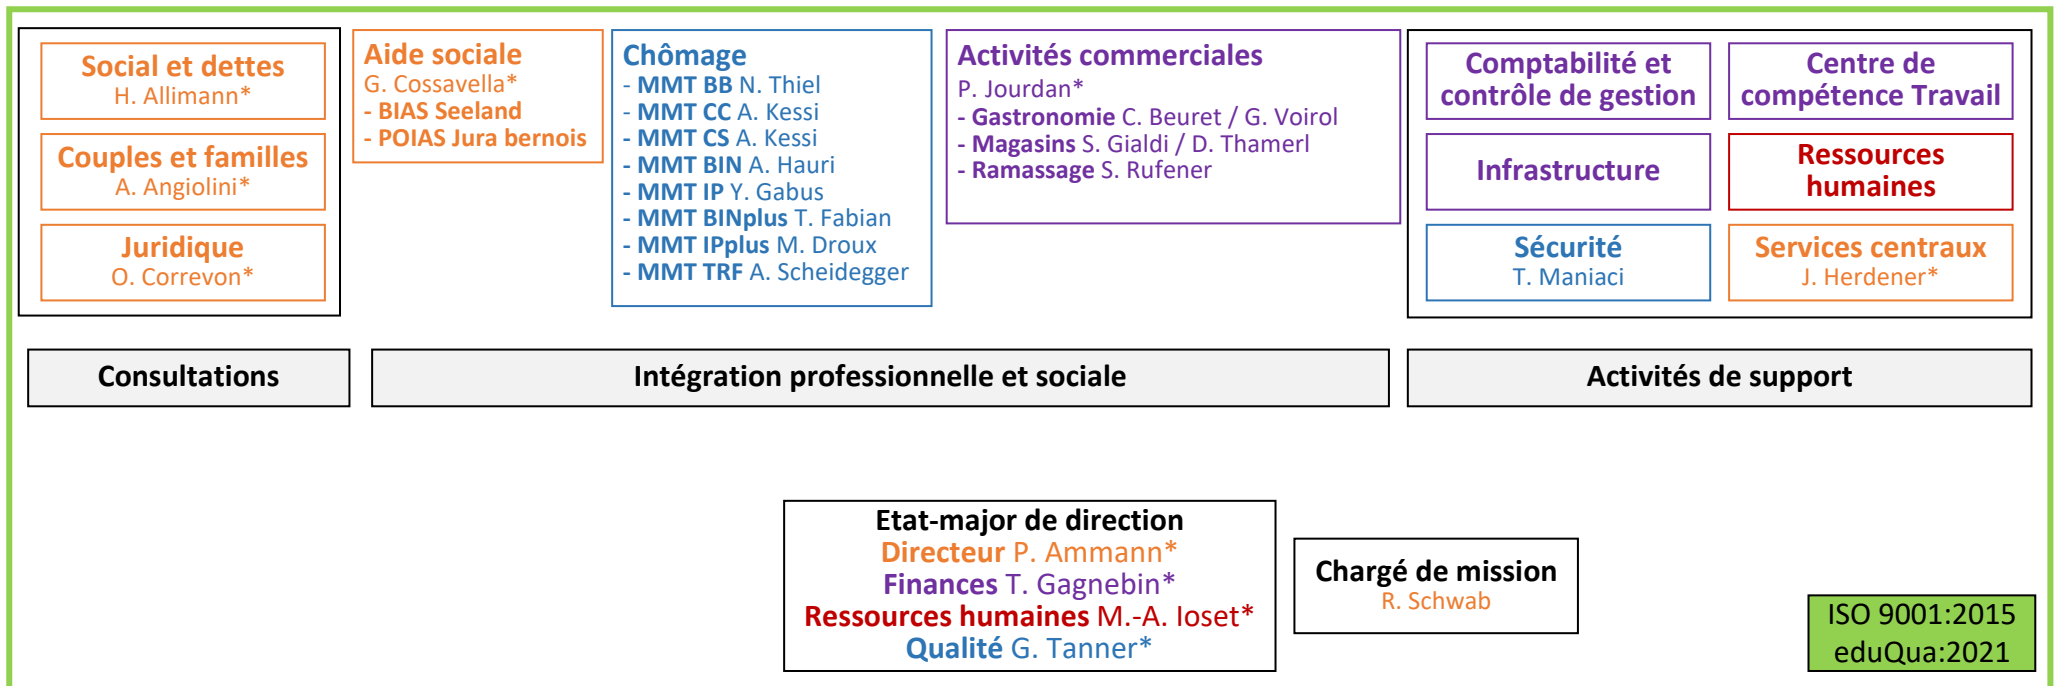 Social et dettes
H. Allimann*
Couples et familles
A. Angiolini*
Juridique
O. Correvon*
Aide sociale
G. Cossavella*
- BIAS Seeland
- POIAS Jura bernois
Chômage
- MMT BB N. Thiel
- MMT CC A. Kessi
- MMT CS A. Kessi
- MMT BIN A. Hauri
- MMT IP Y. Gabus
- MMT BINplus T. Fabian
- MMT IPplus M. Droux
- MMT TRF A. Scheidegger
Activités commerciales
P. Jourdan*
- Gastronomie C. Beuret / G. Voirol
- Magasins S. Gialdi / D. Thamerl
- Ramassage S. Rufener
Comptabilité et
contrôle de gestion
Centre de
compétence Travail
Infrastructure
Ressources
humaines
Sécurité
T. Maniaci
Services centraux
J. Herdener*
Consultations
Intégration professionnelle et sociale
Activités de support
Etat-major de direction
Directeur P. Ammann*
Finances T. Gagnebin*
Ressources humaines M.-A. Ioset*
Qualité G. Tanner*
Chargé de mission
R. Schwab
ISO 9001:2015
eduQua:2021